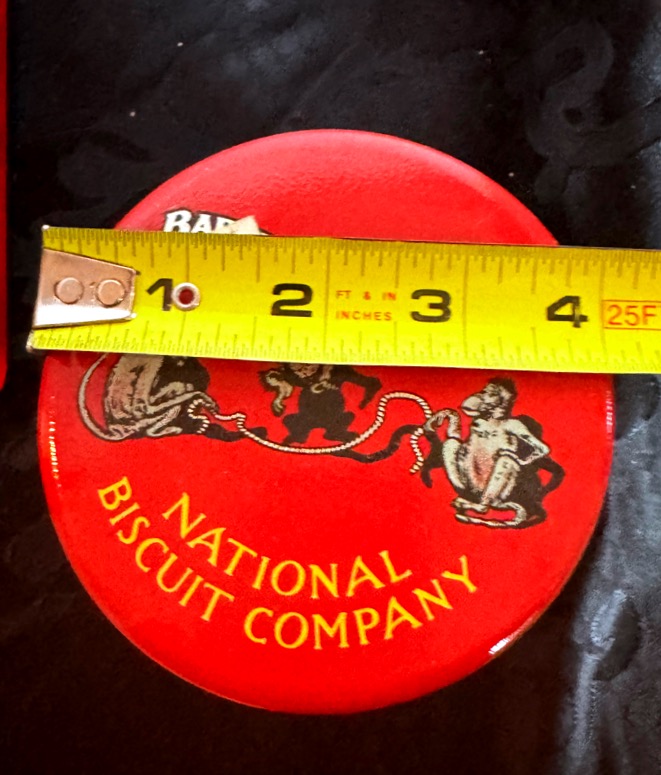 1 2 FT & IN 3 4 25F
INCHES
NATIONAL
BISCUIT COMPANY